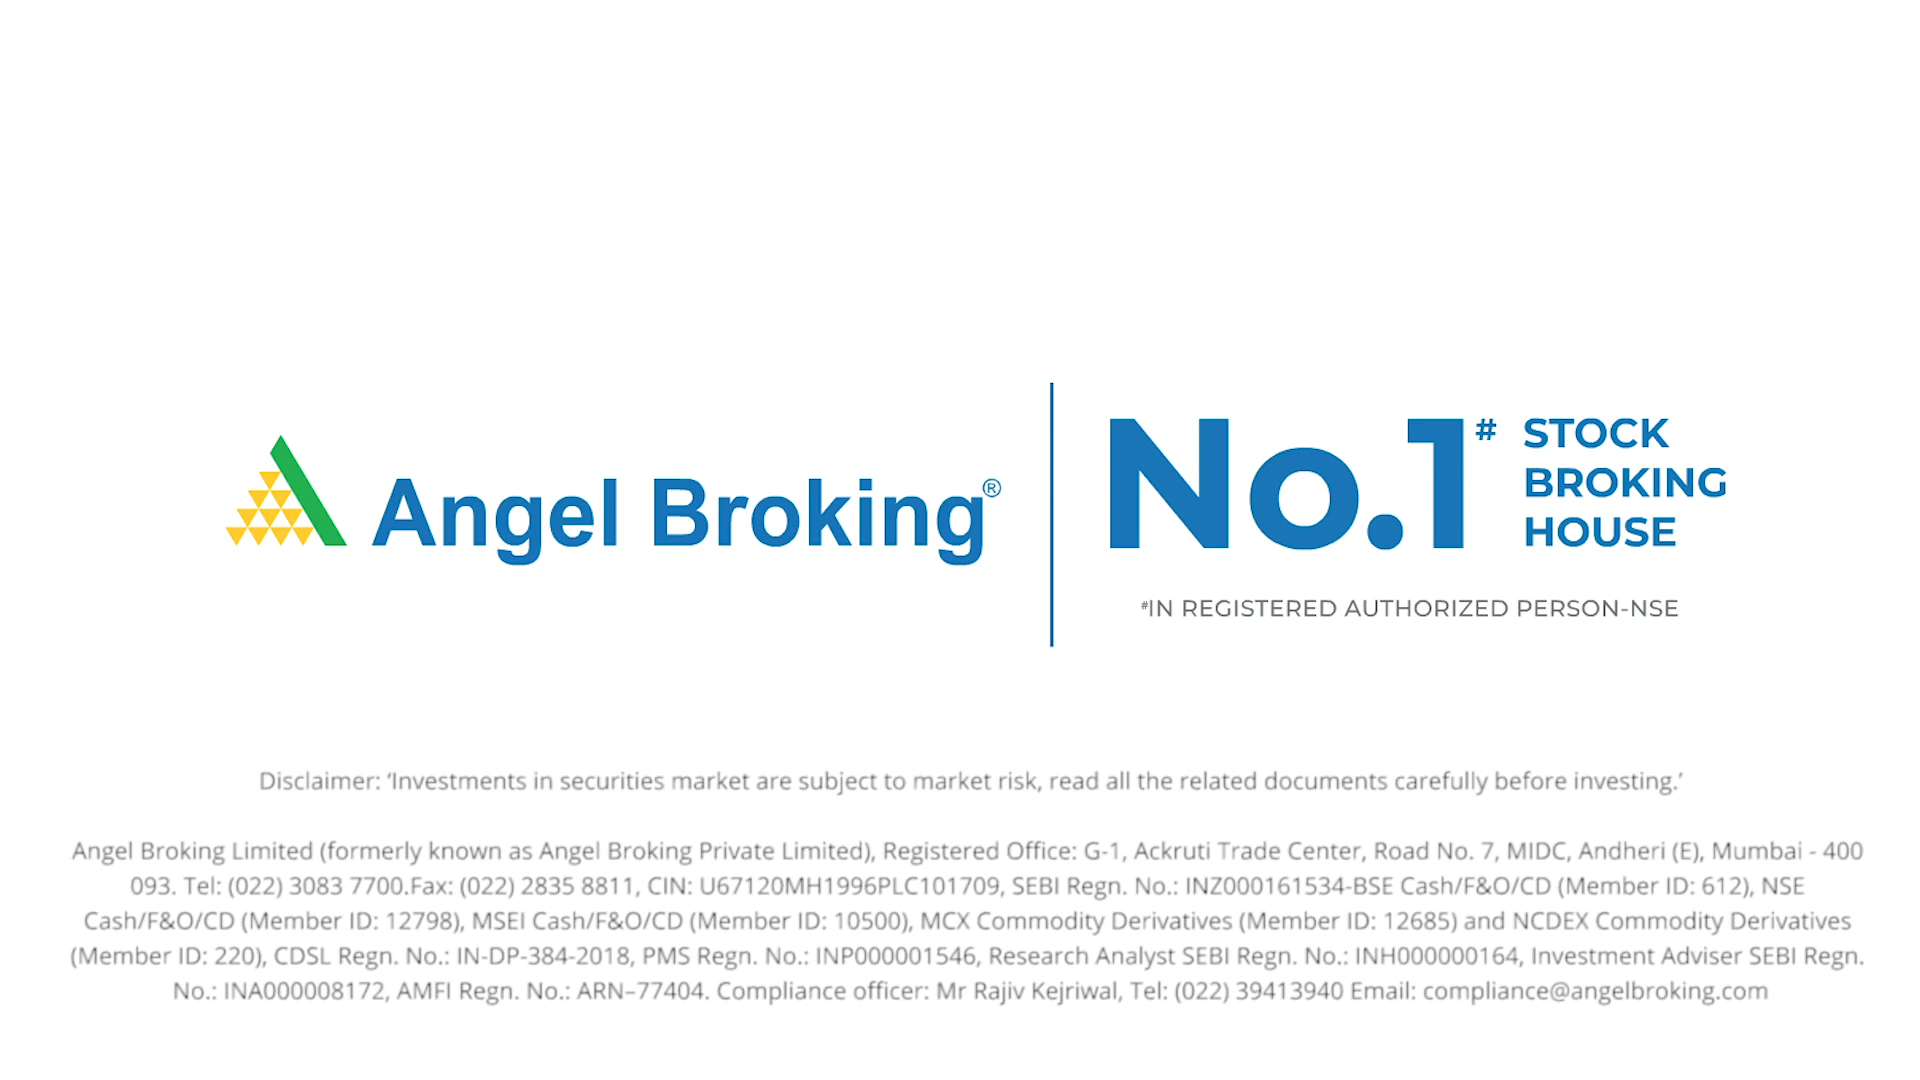 Angel Broking®
No.1# STOCK
BROKING
HOUSE
#IN REGISTERED AUTHORIZED PERSON-NSE
Disclaimer: ‘Investments in securities market are subject to market risk, read all the related documents carefully before investing.’
Angel Broking Limited (formerly known as Angel Broking Private Limited), Registered Office: G-1, Ackruti Trade Center, Road No. 7, MIDC, Andheri (E), Mumbai - 400
093. Tel: (022) 3083 7700.Fax: (022) 2835 8811, CIN: U67120MH1996PLC101709, SEBI Regn. No.: INZ000161534-BSE Cash/F&O/CD (Member ID: 612), NSE
Cash/F&O/CD (Member ID: 12798), MSEI Cash/F&O/CD (Member ID: 10500), MCX Commodity Derivatives (Member ID: 12685) and NCDEX Commodity Derivatives
(Member ID: 220), CDSL Regn. No.: IN-DP-384-2018, PMS Regn. No.: INP000001546, Research Analyst SEBI Regn. No.: INH000000164, Investment Adviser SEBI Regn.
No.: INA000008172, AMFI Regn. No.: ARN–77404. Compliance officer: Mr Rajiv Kejriwal, Tel: (022) 39413940 Email: compliance@angelbroking.com